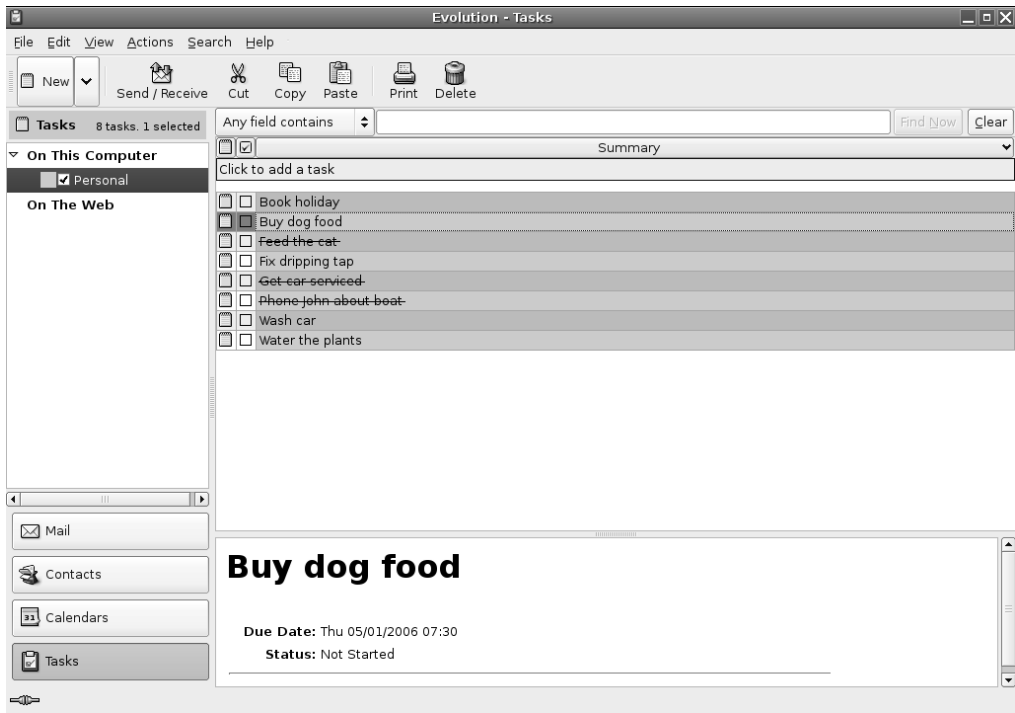 Evolution - Tasks
File Edit View Actions Search Help
New Send / Receive Cut Copy Paste Print Delete
Tasks 8 tasks. 1 selected
Any field contains Find Now Clear
On This Computer
Personal
On The Web
Summary
Click to add a task
Book holiday
Buy dog food
Feed the cat
Fix dripping tap
Get car serviced
Phone John about boat
Wash car
Water the plants
Mail
Contacts
31 Calendars
Tasks
Buy dog food
Due Date: Thu 05/01/2006 07:30
Status: Not Started